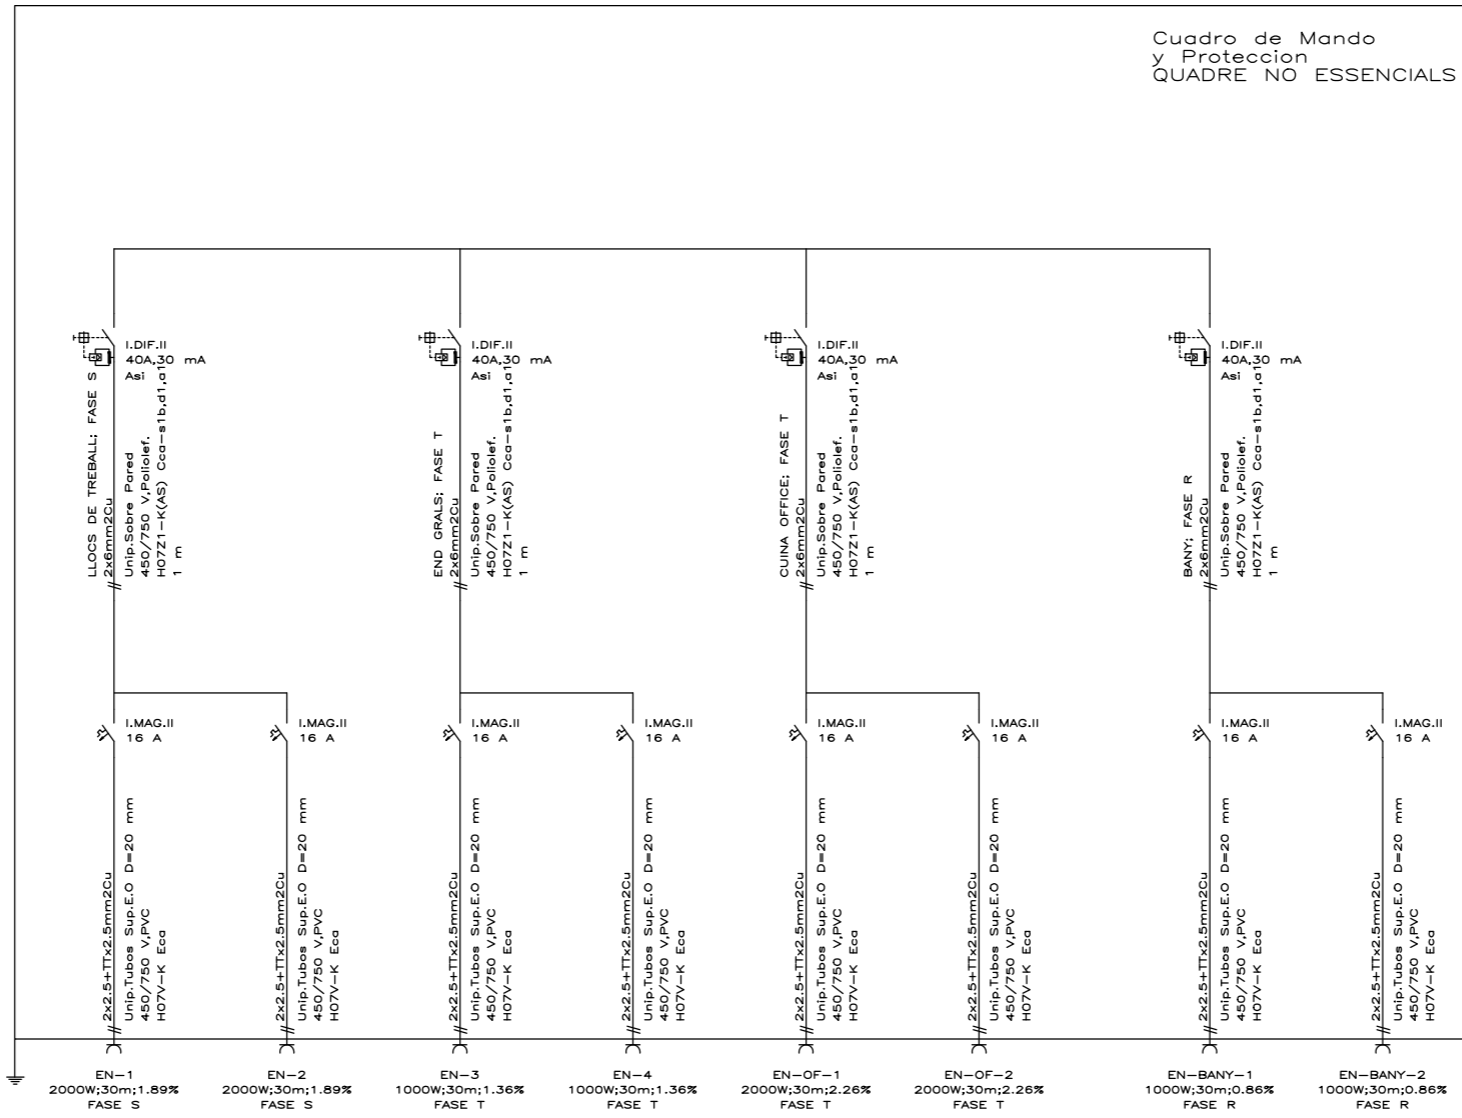 Cuadro de Mando
y Proteccion
QUADRE NO ESSENCIALS
I.DIF.II
40A,30 mA
Asi
LLOCS DE TREBALL; FASE S
2x6mm2Cu
Unip.Sobre Pared
450/750 V,Poliolef.
H07Z1-K(AS) Cca-s1b,d1,a1
1 m
I.DIF.II
40A,30 mA
Asi
END GRALS; FASE T
2x6mm2Cu
Unip.Sobre Pared
450/750 V,Poliolef.
H07Z1-K(AS) Cca-s1b,d1,a1
1 m
I.DIF.II
40A,30 mA
Asi
CUINA OFFICE; FASE T
2x6mm2Cu
Unip.Sobre Pared
450/750 V,Poliolef.
H07Z1-K(AS) Cca-s1b,d1,a1
1 m
I.DIF.II
40A,30 mA
Asi
BANY; FASE R
2x6mm2Cu
Unip.Sobre Pared
450/750 V,Poliolef.
H07Z1-K(AS) Cca-s1b,d1,a1
1 m
I.MAG.II
16 A
2x2.5+TTx2.5mm2Cu
Unip.Tubos Sup.E.O D=20 mm
450/750 V,PVC
H07V-K Eca
EN-1
2000W;30m;1.89%
FASE S
I.MAG.II
16 A
2x2.5+TTx2.5mm2Cu
Unip.Tubos Sup.E.O D=20 mm
450/750 V,PVC
H07V-K Eca
EN-2
2000W;30m;1.89%
FASE S
I.MAG.II
16 A
2x2.5+TTx2.5mm2Cu
Unip.Tubos Sup.E.O D=20 mm
450/750 V,PVC
H07V-K Eca
EN-3
1000W;30m;1.36%
FASE T
I.MAG.II
16 A
2x2.5+TTx2.5mm2Cu
Unip.Tubos Sup.E.O D=20 mm
450/750 V,PVC
H07V-K Eca
EN-4
1000W;30m;1.36%
FASE T
I.MAG.II
16 A
2x2.5+TTx2.5mm2Cu
Unip.Tubos Sup.E.O D=20 mm
450/750 V,PVC
H07V-K Eca
EN-OF-1
2000W;30m;2.26%
FASE T
I.MAG.II
16 A
2x2.5+TTx2.5mm2Cu
Unip.Tubos Sup.E.O D=20 mm
450/750 V,PVC
H07V-K Eca
EN-OF-2
2000W;30m;2.26%
FASE T
I.MAG.II
16 A
2x2.5+TTx2.5mm2Cu
Unip.Tubos Sup.E.O D=20 mm
450/750 V,PVC
H07V-K Eca
EN-BANY-1
1000W;30m;0.86%
FASE R
I.MAG.II
16 A
2x2.5+TTx2.5mm2Cu
Unip.Tubos Sup.E.O D=20 mm
450/750 V,PVC
H07V-K Eca
EN-BANY-2
1000W;30m;0.86%
FASE R